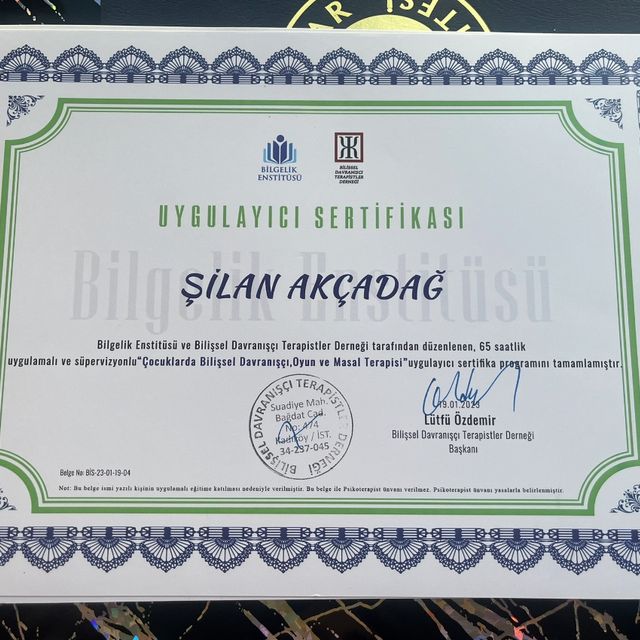 BİLGELİK
ENSTİTÜSÜ
BİLİŞSEL
DAVRANIŞÇI
TERAPİSTLER
DERNEĞİ
UYGULAYICI SERTİFİKASI
Bilgelik Enstitüsü
ŞİLAN AKÇADAĞ
Bilgelik Enstitüsü ve Bilişsel Davranışçı Terapistler Derneği tarafından düzenlenen, 65 saatlik
uygulamalı ve süpervizyonlu“Çocuklarda Bilişsel Davranışçı,Oyun ve Masal Terapisi”uygulayıcı sertifika programını tamamlamıştır.
BİLİŞSEL DAVRANIŞÇI TERAPİSTLER DERNEĞİ
Suadiye Mah.
Bağdat Cad.
No: 474
Kadıköy / İST.
34-237-045
19.01.2023
Lütfü Özdemir
Bilişsel Davranışçı Terapistler Derneği
Başkanı
Belge No: BİS-23-01-19-04
Not: Bu belge ismi yazılı kişinin uygulamalı eğitime katılması nedeniyle verilmiştir. Bu belge ile Psikoterapist ünvanı verilmez. Psikoterapist ünvanı yasalarla belirlenmiştir.